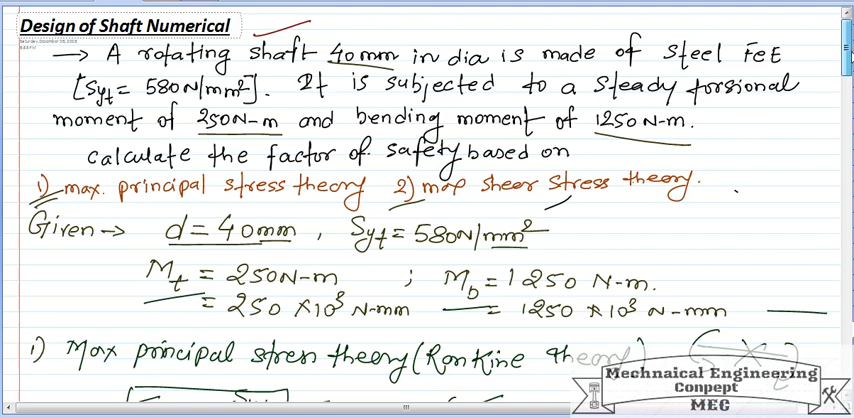 Design of Shaft Numerical
→ A rotating shaft 40mm in dia is made of steel FeE
[Syt = 580N/mm²]. It is subjected to a steady torsional
moment of 250N-m and bending moment of 1250N-m.
Calculate the factor of safety based on
1) max. principal stress theory 2) max shear stress theory.
Given → d = 40mm , Syt = 580N/mm²
Mt = 250N-m ; Mb = 1250 N-m.
= 250 ×10³ N-mm = 1250 ×10³ N-mm
1) Max principal stress theory (Rankine theory)
Mechnaical Engineering
Conpept
MEC